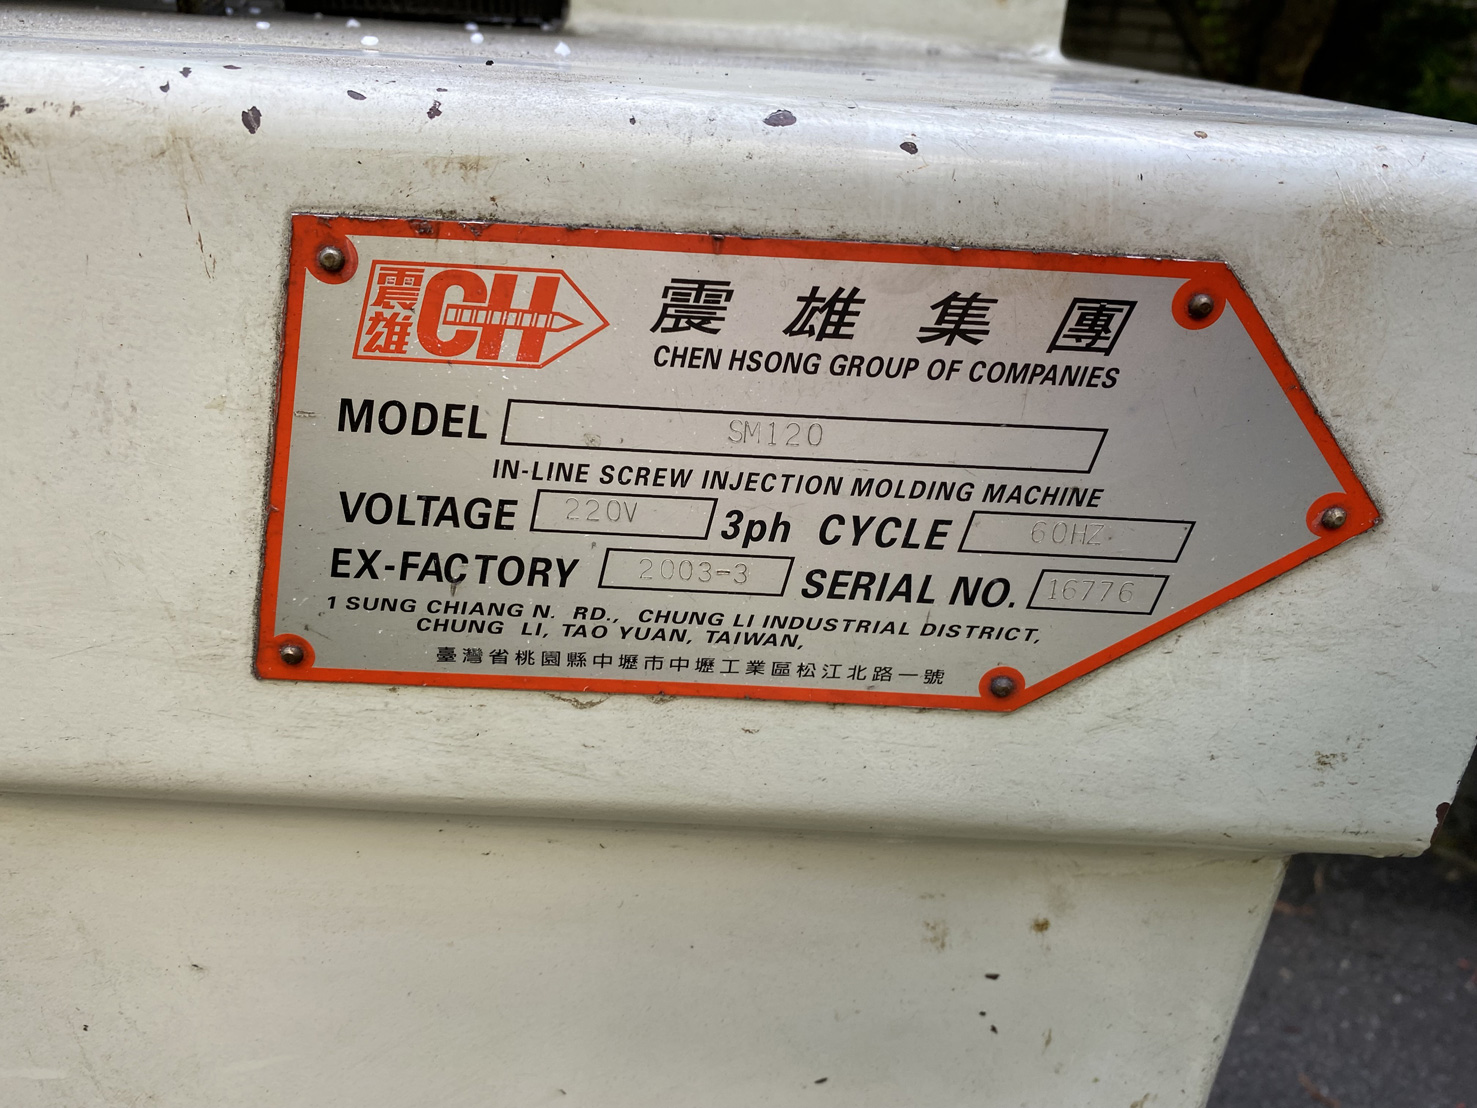 震雄 CH
震雄集團
CHEN HSONG GROUP OF COMPANIES
MODEL SM120
IN-LINE SCREW INJECTION MOLDING MACHINE
VOLTAGE 220V 3ph CYCLE 60HZ
EX-FACTORY 2003-3 SERIAL NO. 16776
1 SUNG CHIANG N. RD., CHUNG LI INDUSTRIAL DISTRICT,
CHUNG LI, TAO YUAN, TAIWAN,
臺灣省桃園縣中壢市中壢工業區松江北路一號